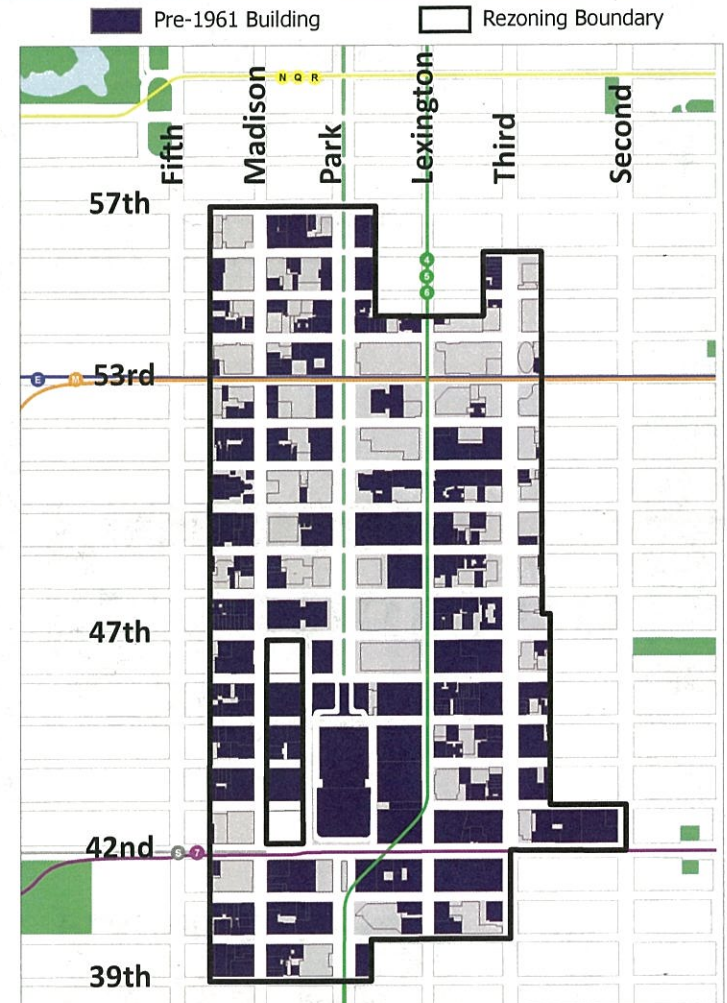 Pre-1961 Building
Rezoning Boundary
N Q R
Fifth
Madison
Park
Lexington
Third
Second
57th
4
5
6
E M 53rd
47th
42nd S 7
39th